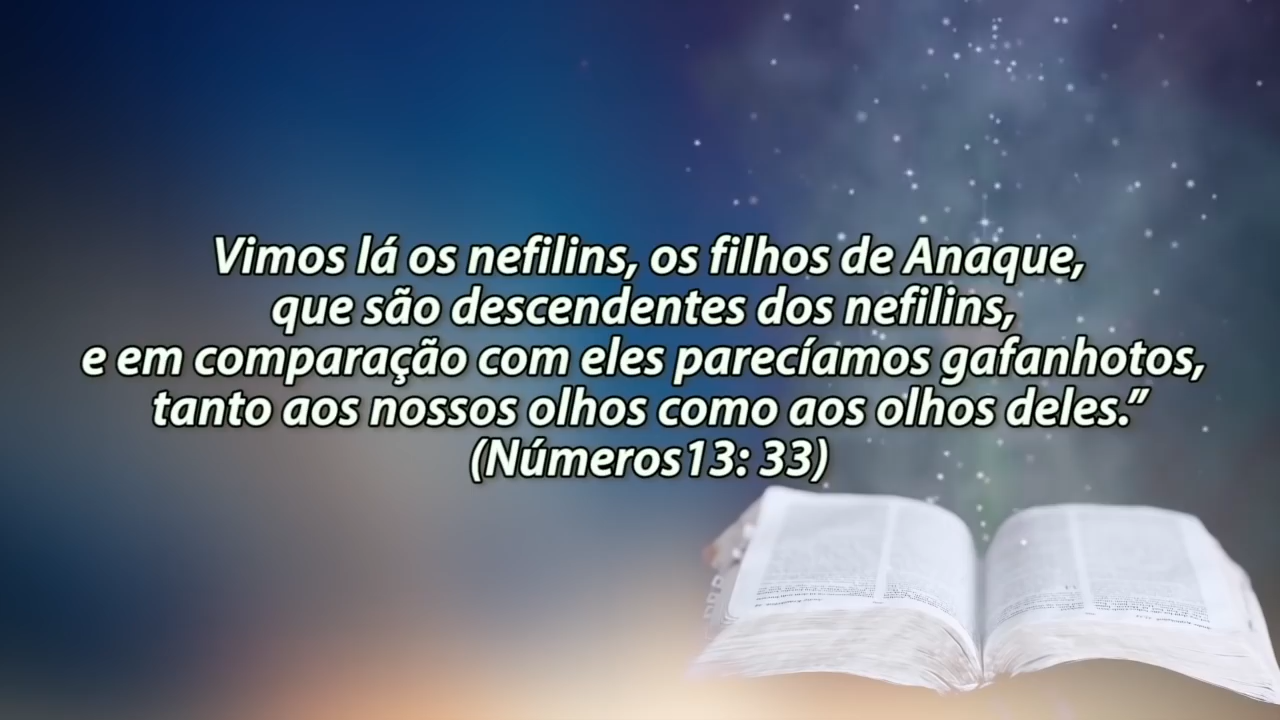 Vimos lá os nefilins, os filhos de Anaque,
que são descendentes dos nefilins,
e em comparação com eles parecíamos gafanhotos,
tanto aos nossos olhos como aos olhos deles.”
(Números13: 33)